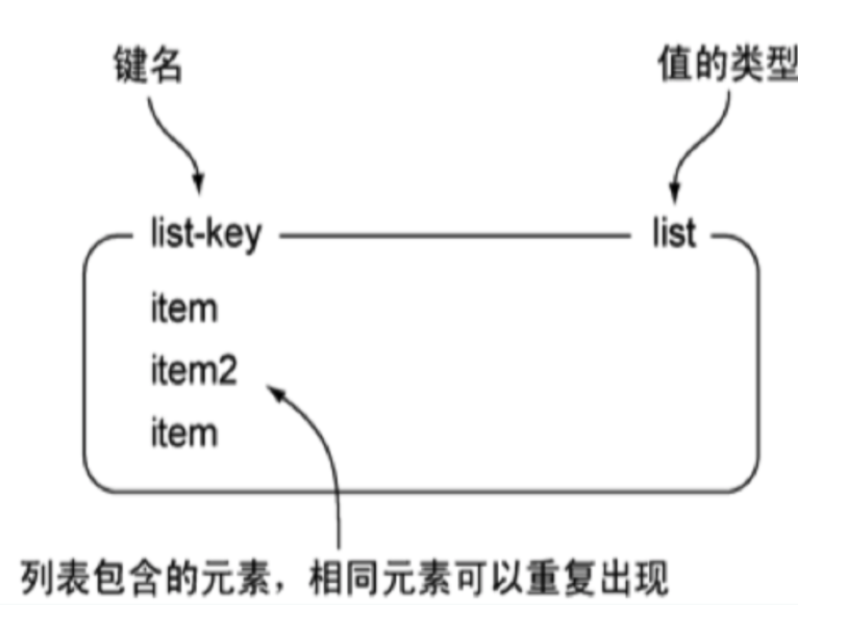 键名
值的类型
list-key
list
item
item2
item
列表包含的元素，相同元素可以重复出现